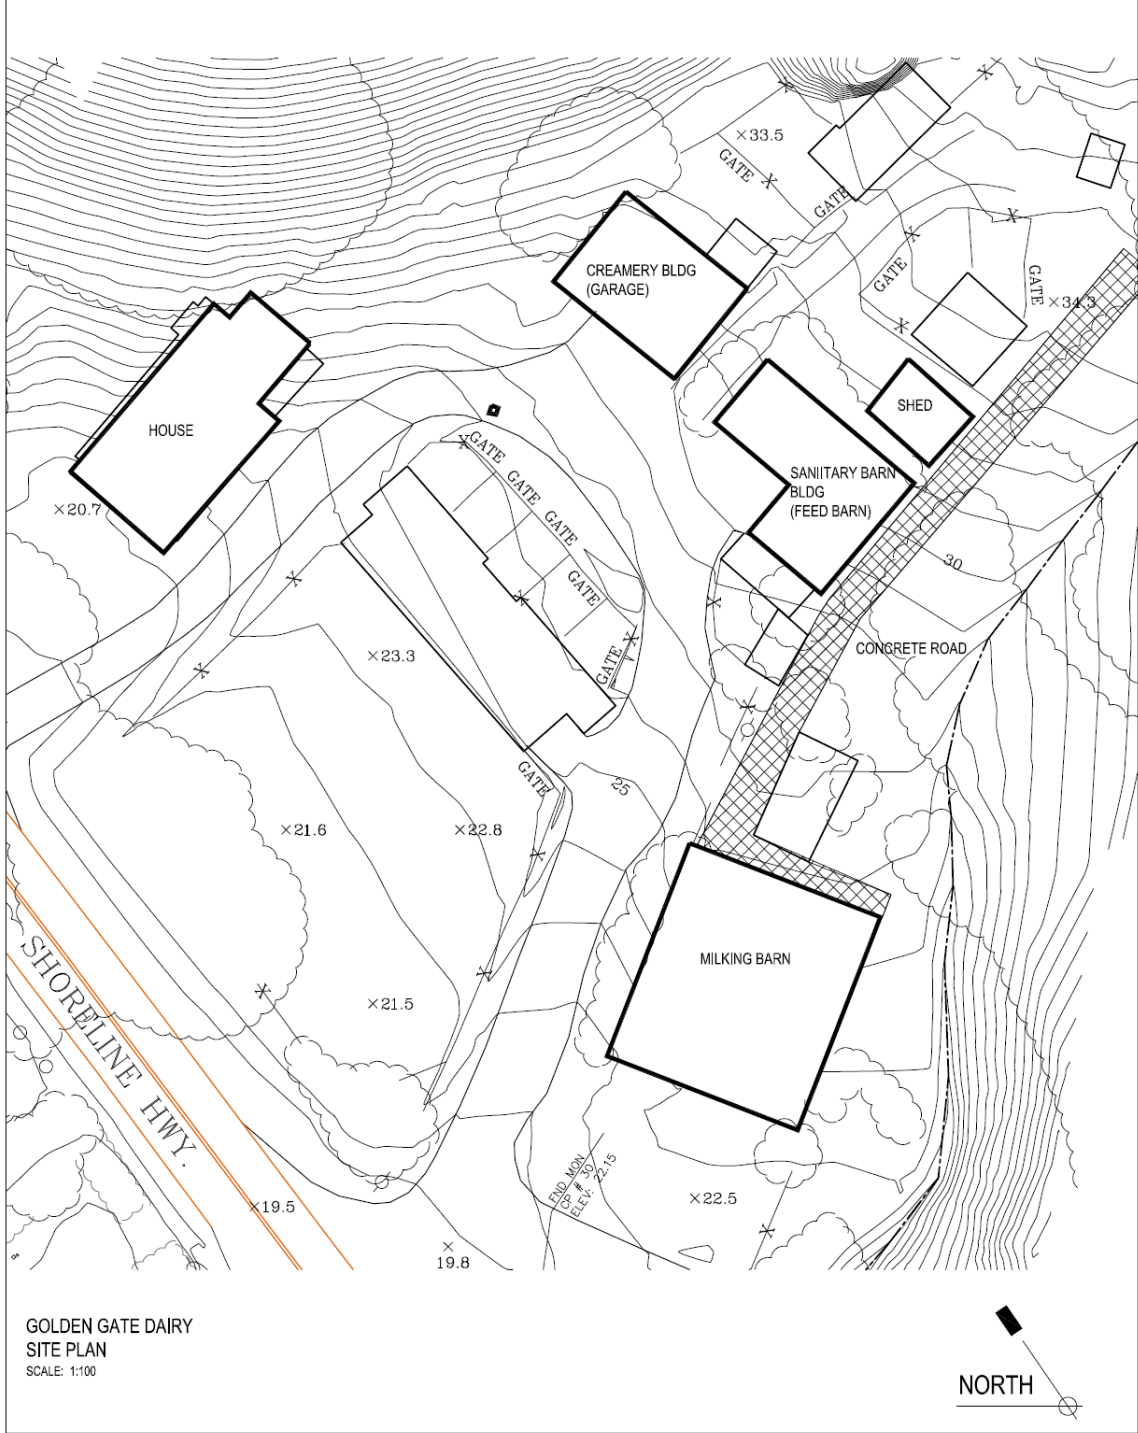 ×33.5
GATE X
GATE
X
X
X
X
GATE
GATE
×34.3
X
CREAMERY BLDG
(GARAGE)
HOUSE
SHED
X
GATE
GATE
GATE
GATE
X
X
GATE
SANIITARY BARN
BLDG
(FEED BARN)
×20.7
X
X
X
30
CONCRETE ROAD
×23.3
X
X
GATE
25
×21.6
×22.8
X
SHORELINE HWY.
MILKING BARN
X
X
×21.5
FND MON
CP # 30
ELEV: 22.15
×19.5
×22.5
X
×
19.8
GOLDEN GATE DAIRY
SITE PLAN
SCALE: 1:100
NORTH